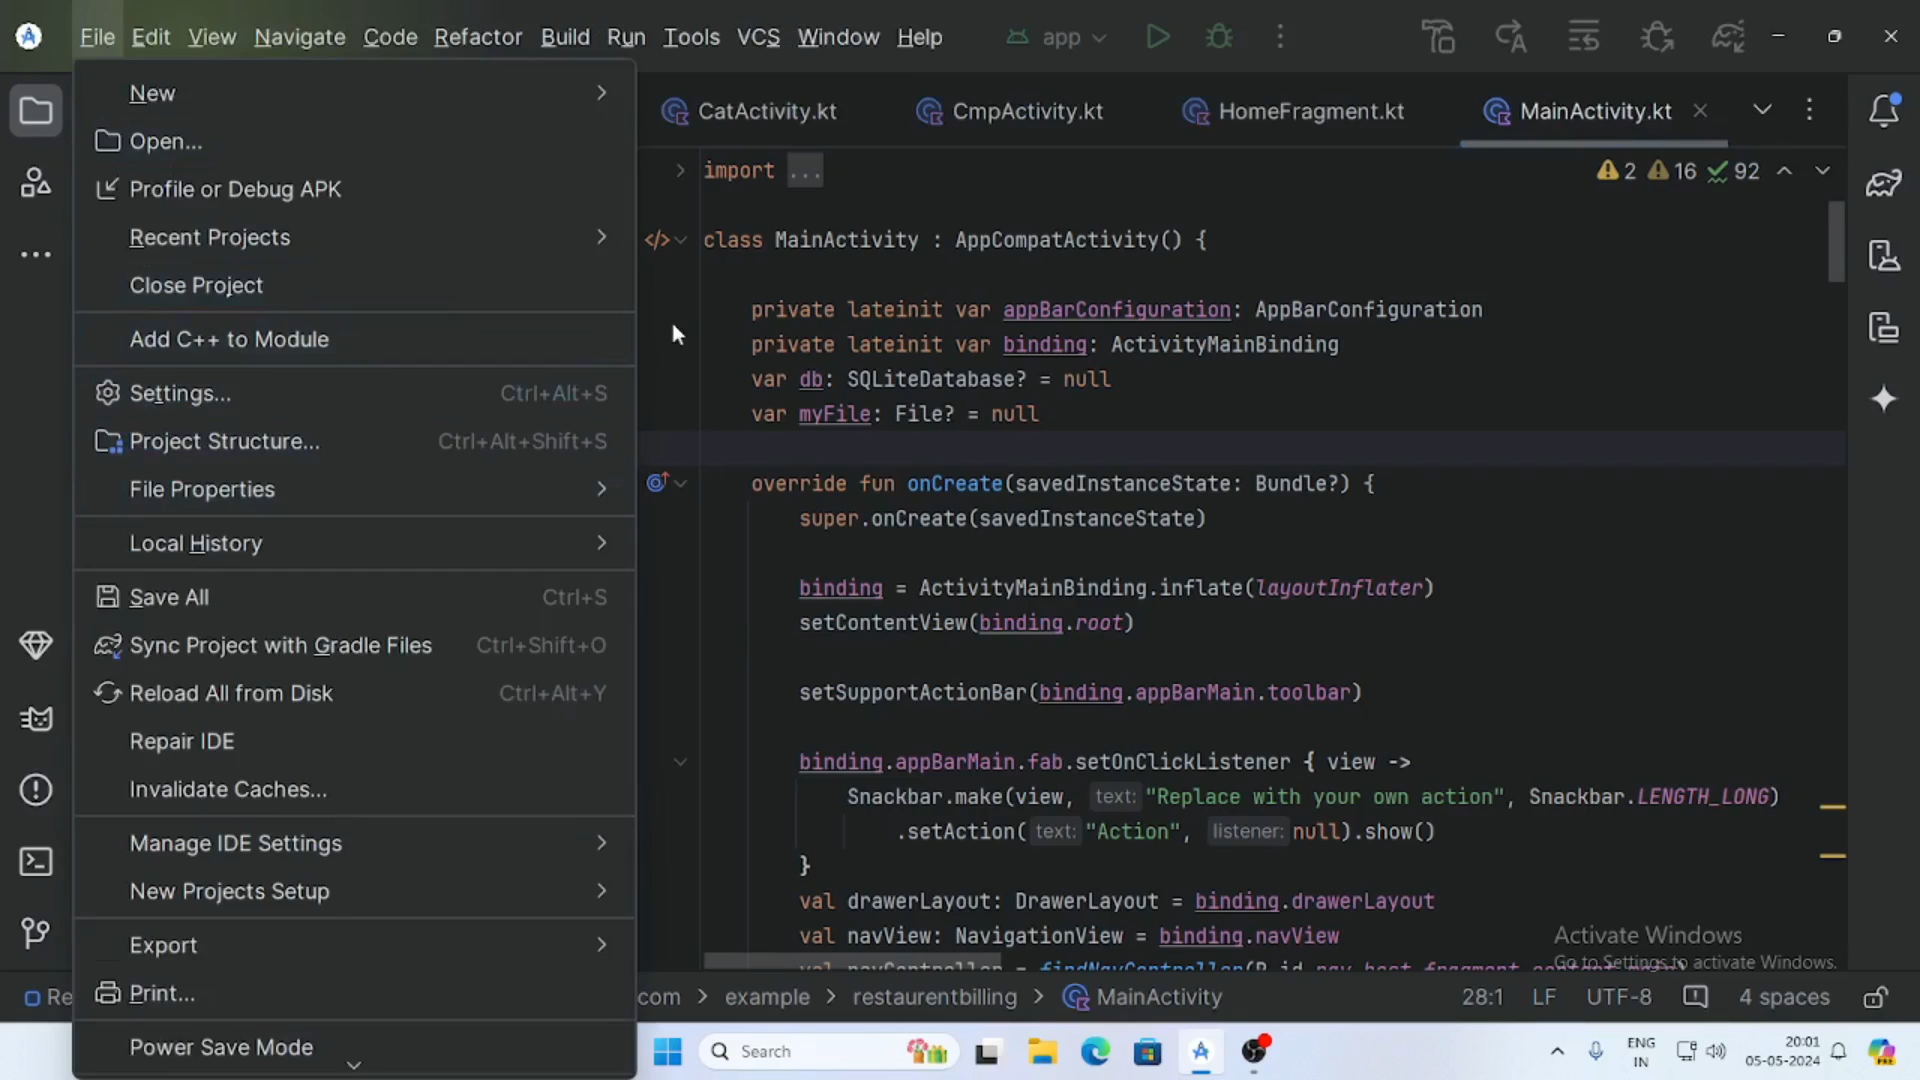 File Edit View Navigate Code Refactor Build Run Tools VCS Window Help app
New
Open...
Profile or Debug APK
Recent Projects
Close Project
Add C++ to Module
Settings... Ctrl+Alt+S
Project Structure... Ctrl+Alt+Shift+S
File Properties
Local History
Save All Ctrl+S
Sync Project with Gradle Files Ctrl+Shift+O
Reload All from Disk Ctrl+Alt+Y
Repair IDE
Invalidate Caches...
Manage IDE Settings
New Projects Setup
Export
Print...
Power Save Mode
CatActivity.kt CmpActivity.kt HomeFragment.kt MainActivity.kt
import ...
2 16 92
class MainActivity : AppCompatActivity() {
private lateinit var appBarConfiguration: AppBarConfiguration
private lateinit var binding: ActivityMainBinding
var db: SQLiteDatabase? = null
var myFile: File? = null
override fun onCreate(savedInstanceState: Bundle?) {
super.onCreate(savedInstanceState)
binding = ActivityMainBinding.inflate(layoutInflater)
setContentView(binding.root)
setSupportActionBar(binding.appBarMain.toolbar)
binding.appBarMain.fab.setOnClickListener { view ->
Snackbar.make(view, text: "Replace with your own action", Snackbar.LENGTH_LONG)
.setAction( text: "Action", listener: null).show()
}
val drawerLayout: DrawerLayout = binding.drawerLayout
val navView: NavigationView = binding.navView
Activate Windows
Go to Settings to activate Windows.
Re com > example > restaurentbilling > MainActivity 28:1 LF UTF-8 4 spaces
Search
ENG
IN
20:01
05-05-2024
PRE